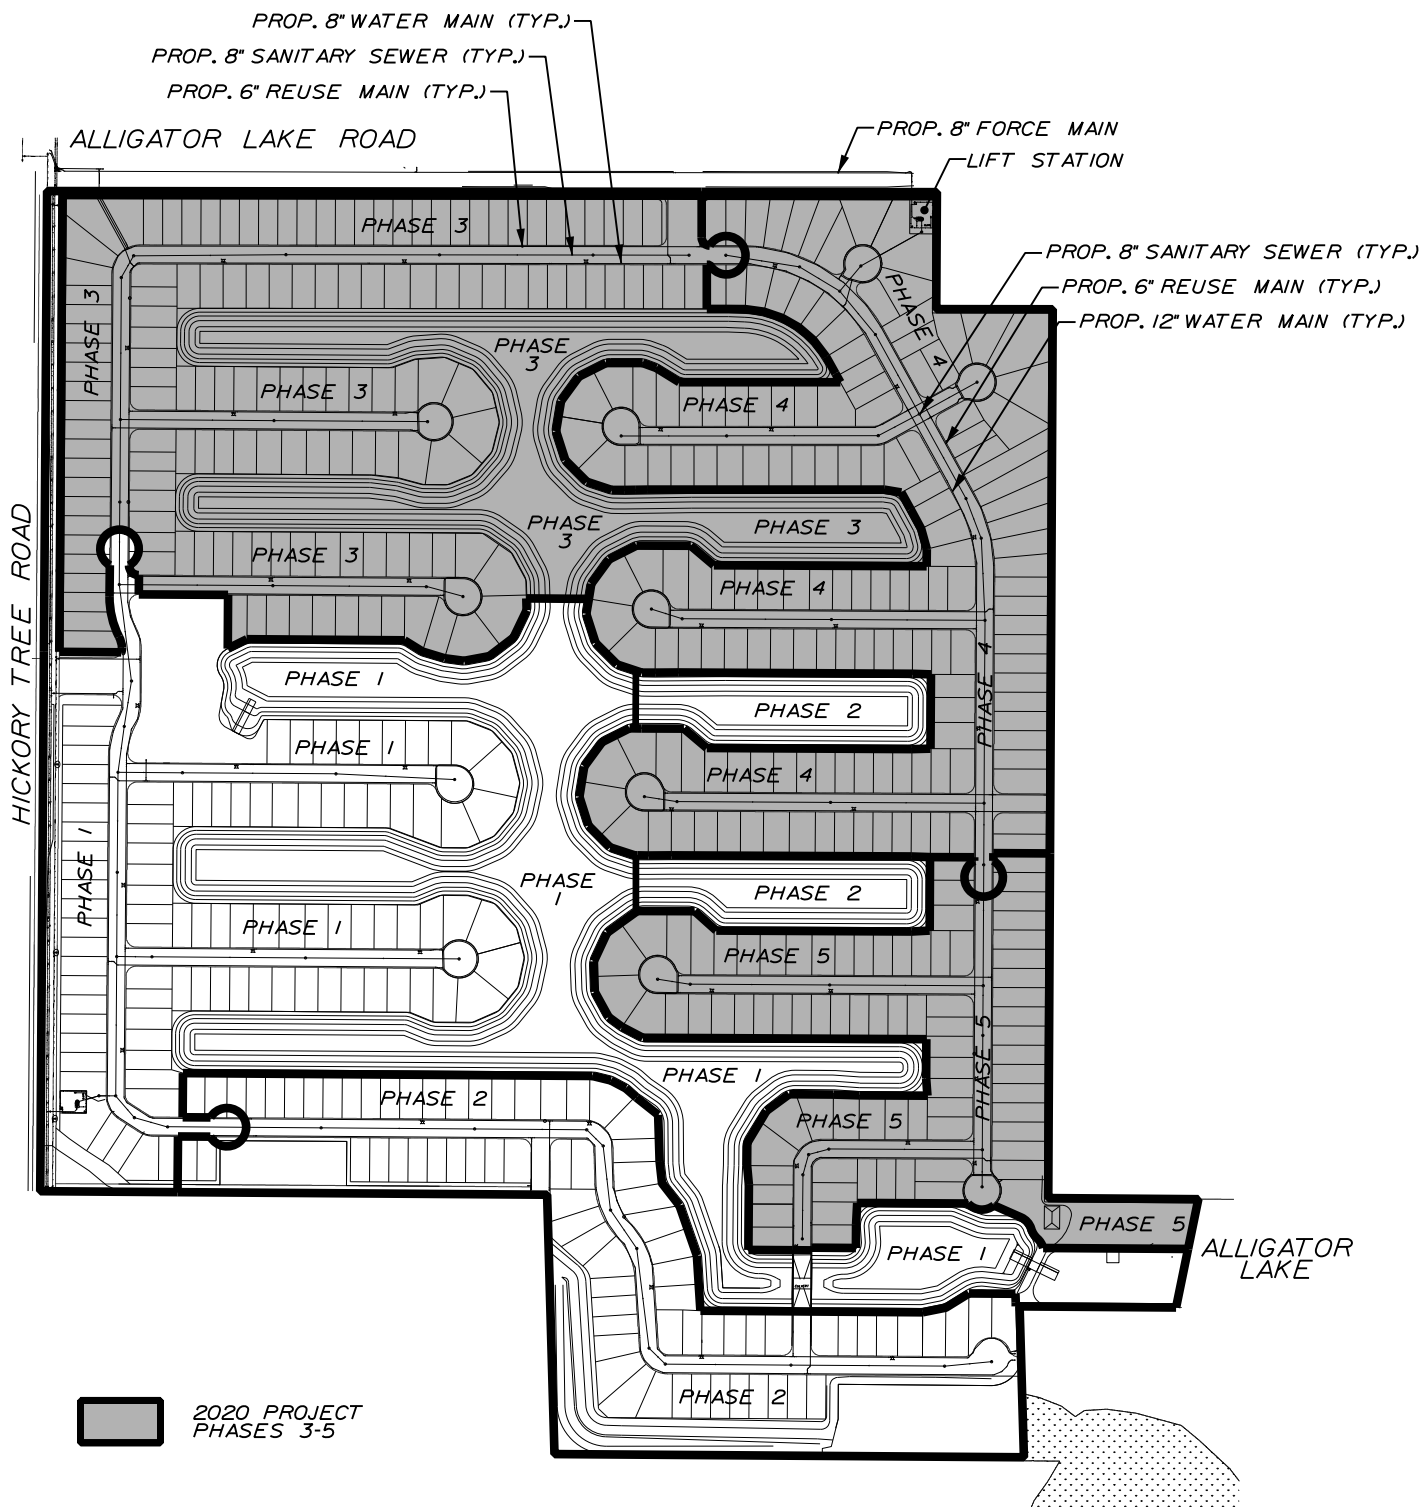 PROP. 8" WATER MAIN (TYP.)
PROP. 8" SANITARY SEWER (TYP.)
PROP. 6" REUSE MAIN (TYP.)
ALLIGATOR LAKE ROAD
PROP. 8" FORCE MAIN
LIFT STATION
PHASE 3
PROP. 8" SANITARY SEWER (TYP.)
PROP. 6" REUSE MAIN (TYP.)
PROP. 12" WATER MAIN (TYP.)
PHASE 4
PHASE 3
PHASE
3
PHASE 3
PHASE 4
HICKORY TREE ROAD
PHASE
3
PHASE 3
PHASE 3
PHASE 4
PHASE 4
PHASE 1
PHASE 2
PHASE 1
PHASE 4
PHASE 1
PHASE
1
PHASE 2
PHASE 1
PHASE 5
PHASE 5
PHASE 1
PHASE 2
PHASE 5
PHASE 5
PHASE 1
ALLIGATOR
LAKE
PHASE 2
2020 PROJECT
PHASES 3-5